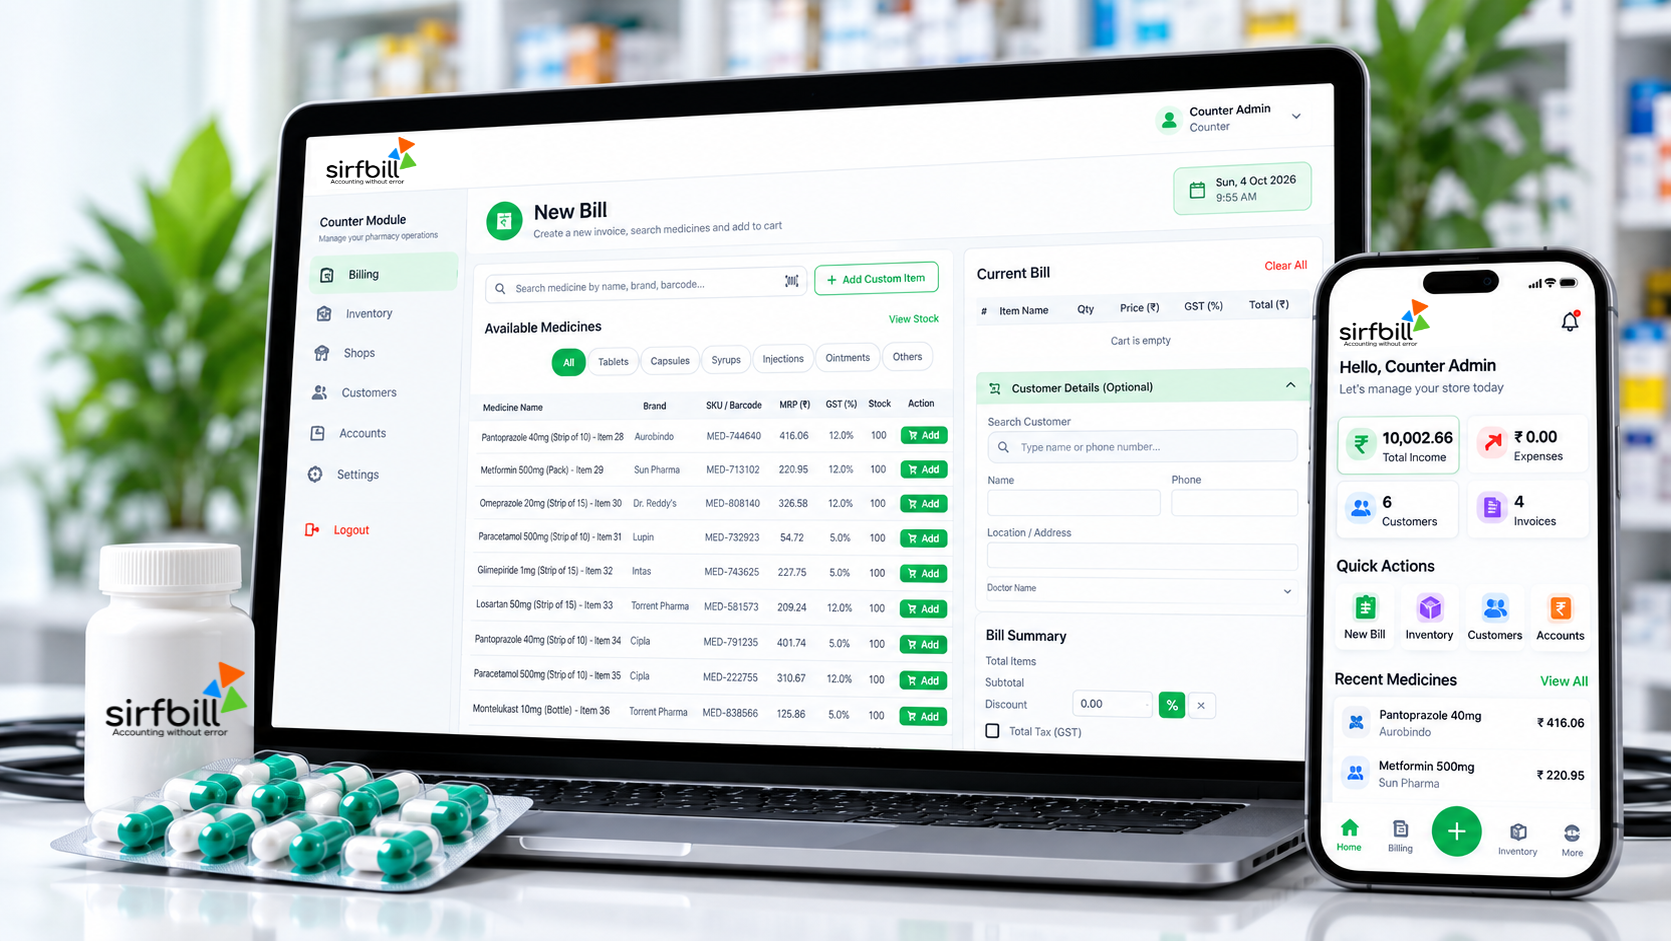 sirfbill
Accounting without error
Counter Admin
Counter
Counter Module
Manage your pharmacy operations
Billing
Inventory
Shops
Customers
Accounts
Settings
Logout
New Bill
Create a new invoice, search medicines and add to cart
Sun, 4 Oct 2026
9:55 AM
Search medicine by name, brand, barcode...
+ Add Custom Item
Available Medicines
View Stock
All Tablets Capsules Syrups Injections Ointments Others
Medicine Name Brand SKU / Barcode MRP (₹) GST (%) Stock Action
Pantoprazole 40mg (Strip of 10) - Item 28 Aurobindo MED-744640 416.06 12.0% 100 Add
Metformin 500mg (Pack) - Item 29 Sun Pharma MED-713102 220.95 12.0% 100 Add
Omeprazole 20mg (Strip of 15) - Item 30 Dr. Reddy's MED-808140 326.58 12.0% 100 Add
Paracetamol 500mg (Strip of 10) - Item 31 Lupin MED-732923 54.72 5.0% 100 Add
Glimepiride 1mg (Strip of 15) - Item 32 Intas MED-743625 227.75 5.0% 100 Add
Losartan 50mg (Strip of 15) - Item 33 Torrent Pharma MED-581573 209.24 12.0% 100 Add
Pantoprazole 40mg (Strip of 10) - Item 34 Cipla MED-791235 401.74 5.0% 100 Add
Paracetamol 500mg (Strip of 10) - Item 35 Cipla MED-222755 310.67 12.0% 100 Add
Montelukast 10mg (Bottle) - Item 36 Torrent Pharma MED-838566 125.86 5.0% 100 Add
Current Bill
Clear All
# Item Name Qty Price (₹) GST (%) Total (₹)
Cart is empty
Customer Details (Optional)
Search Customer
Type name or phone number...
Name Phone
Location / Address
Doctor Name
Bill Summary
Total Items
Subtotal
Discount 0.00 %
Total Tax (GST)
sirfbill
Accounting without error
Hello, Counter Admin
Let's manage your store today
₹ 10,002.66
Total Income
₹ 0.00
Expenses
6
Customers
4
Invoices
Quick Actions
New Bill Inventory Customers Accounts
Recent Medicines View All
Pantoprazole 40mg ₹ 416.06
Aurobindo
Metformin 500mg ₹ 220.95
Sun Pharma
Home Billing + Inventory More
sirfbill
Accounting without error